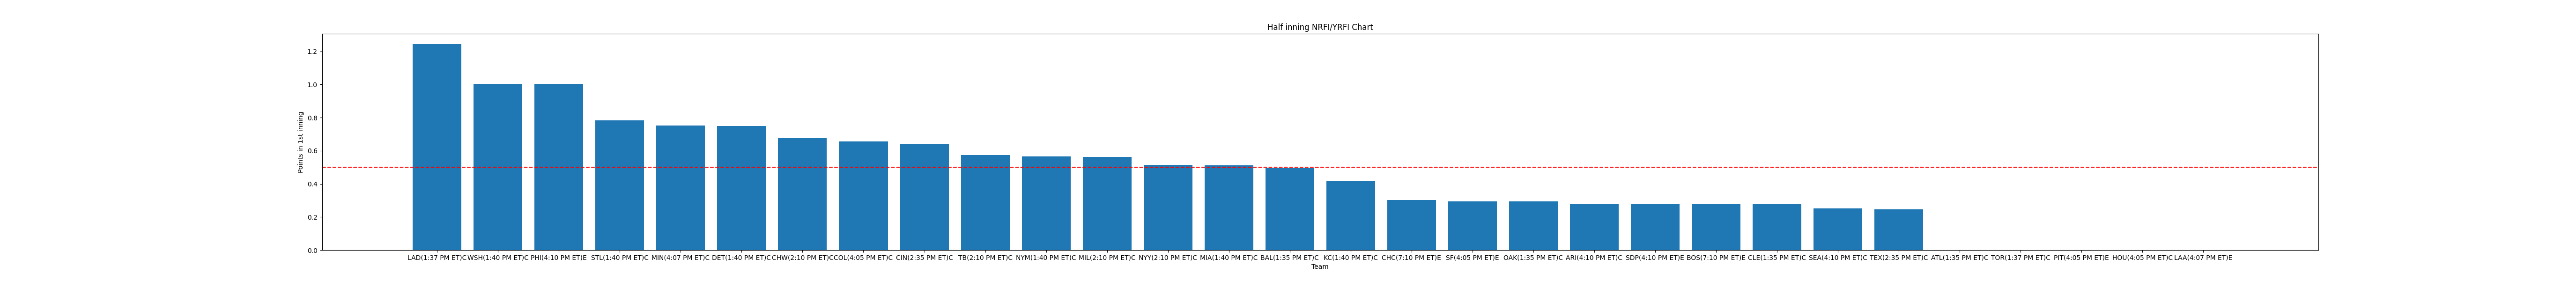 Half inning NRFI/YRFI Chart
Points in 1st inning
1.2
1.0
0.8
0.6
0.4
0.2
0.0
LAD(1:37 PM ET)C WSH(1:40 PM ET)C PHI(4:10 PM ET)E STL(1:40 PM ET)C MIN(4:07 PM ET)C DET(1:40 PM ET)C CHW(2:10 PM ET)C COL(4:05 PM ET)C CIN(2:35 PM ET)C TB(2:10 PM ET)C NYM(1:40 PM ET)C MIL(2:10 PM ET)C NYY(2:10 PM ET)C MIA(1:40 PM ET)C BAL(1:35 PM ET)C KC(1:40 PM ET)C CHC(7:10 PM ET)E SF(4:05 PM ET)E OAK(1:35 PM ET)C ARI(4:10 PM ET)C SDP(4:10 PM ET)E BOS(7:10 PM ET)E CLE(1:35 PM ET)C SEA(4:10 PM ET)C TEX(2:35 PM ET)C ATL(1:35 PM ET)C TOR(1:37 PM ET)C PIT(4:05 PM ET)E HOU(4:05 PM ET)C LAA(4:07 PM ET)E
Team